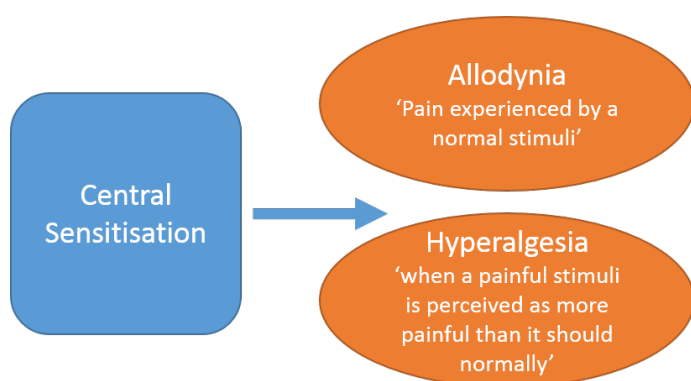 Central
Sensitisation
Allodynia
‘Pain experienced by a
normal stimuli’
Hyperalgesia
‘when a painful stimuli
is perceived as more
painful than it should
normally’